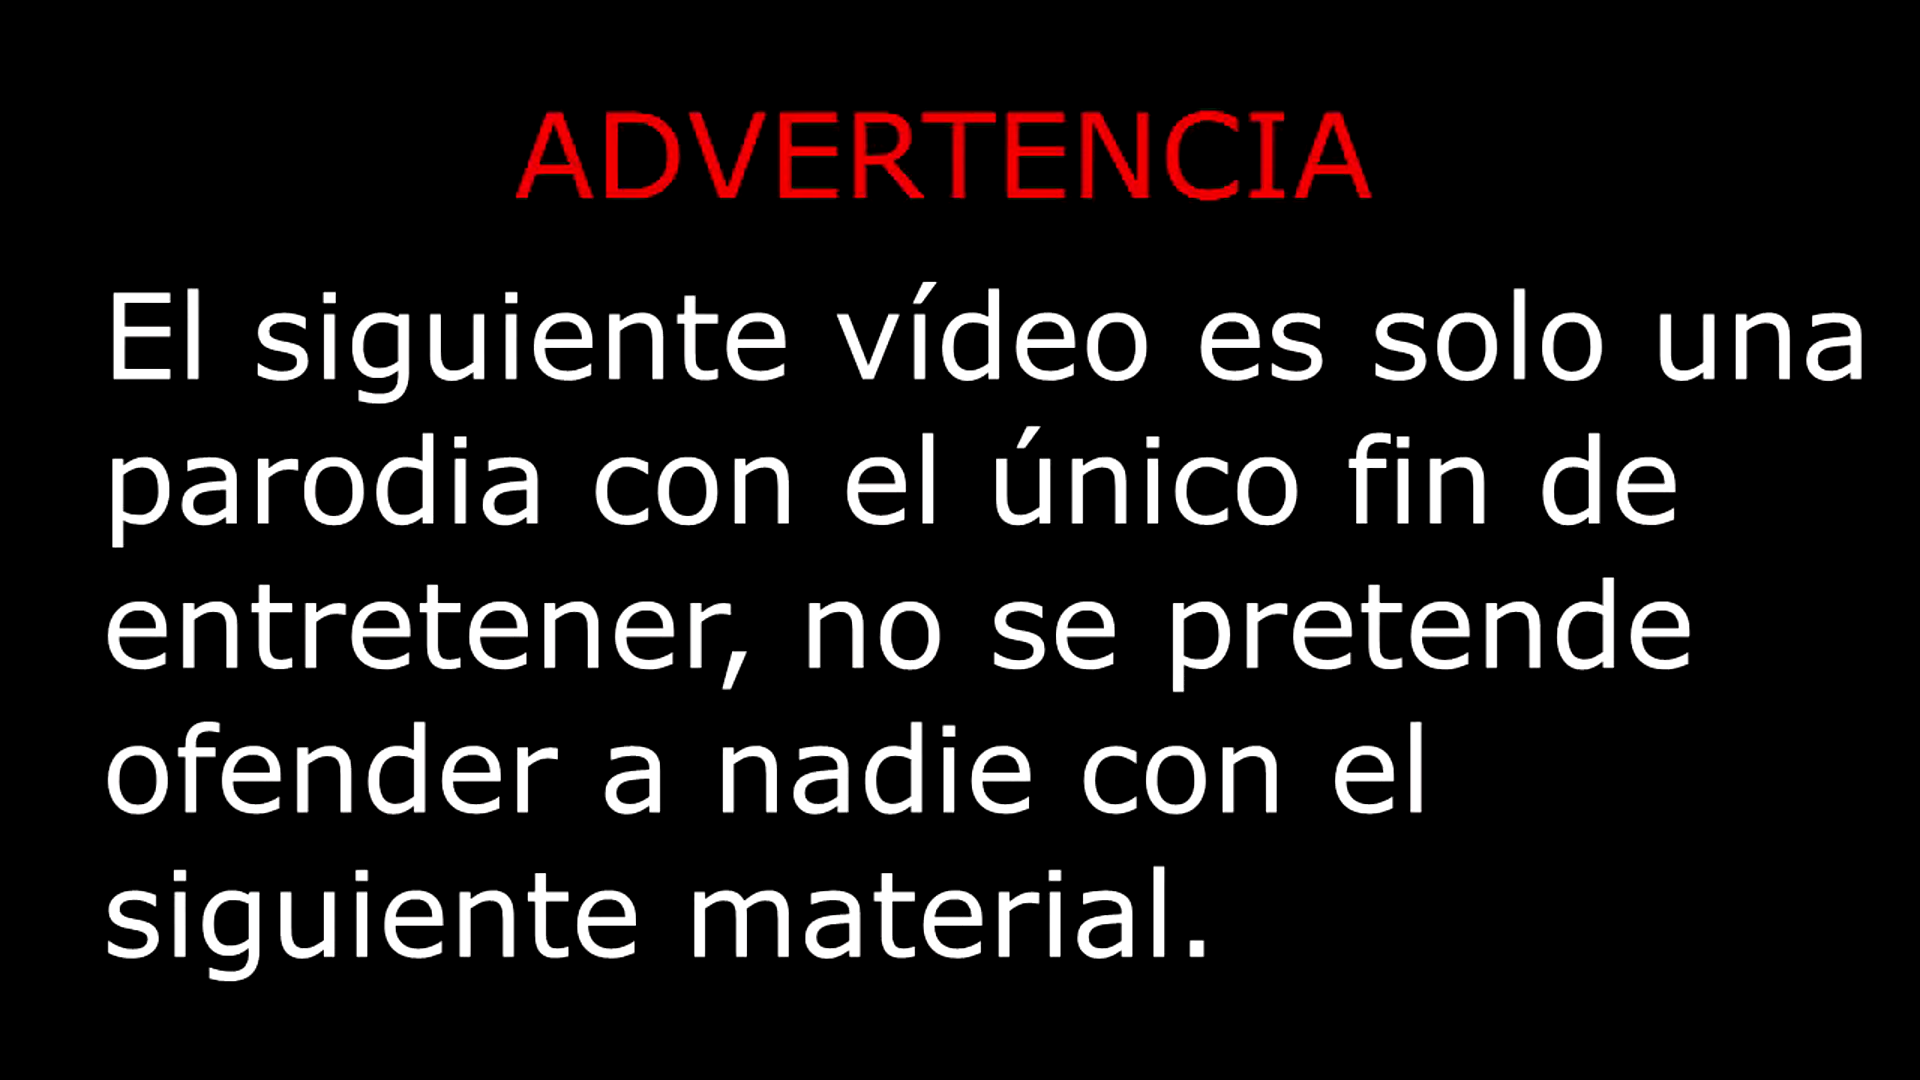 ADVERTENCIA
El siguiente vídeo es solo una
parodia con el único fin de
entretener, no se pretende
ofender a nadie con el
siguiente material.